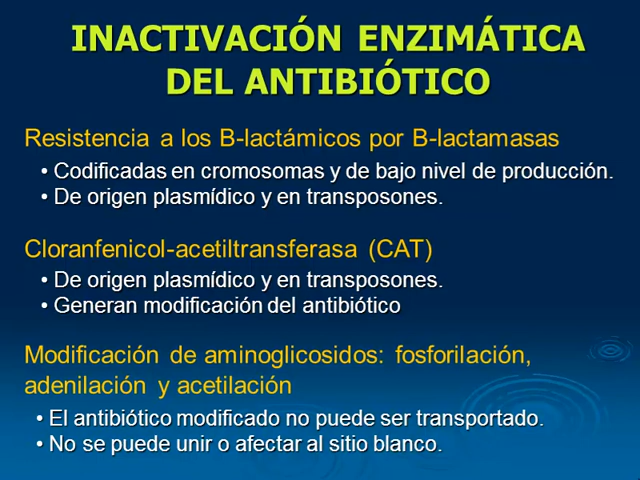 INACTIVACIÓN ENZIMÁTICA
DEL ANTIBIÓTICO
Resistencia a los B-lactámicos por B-lactamasas
• Codificadas en cromosomas y de bajo nivel de producción.
• De origen plasmídico y en transposones.
Cloranfenicol-acetiltransferasa (CAT)
• De origen plasmídico y en transposones.
• Generan modificación del antibiótico
Modificación de aminoglicosidos: fosforilación,
adenilación y acetilación
• El antibiótico modificado no puede ser transportado.
• No se puede unir o afectar al sitio blanco.